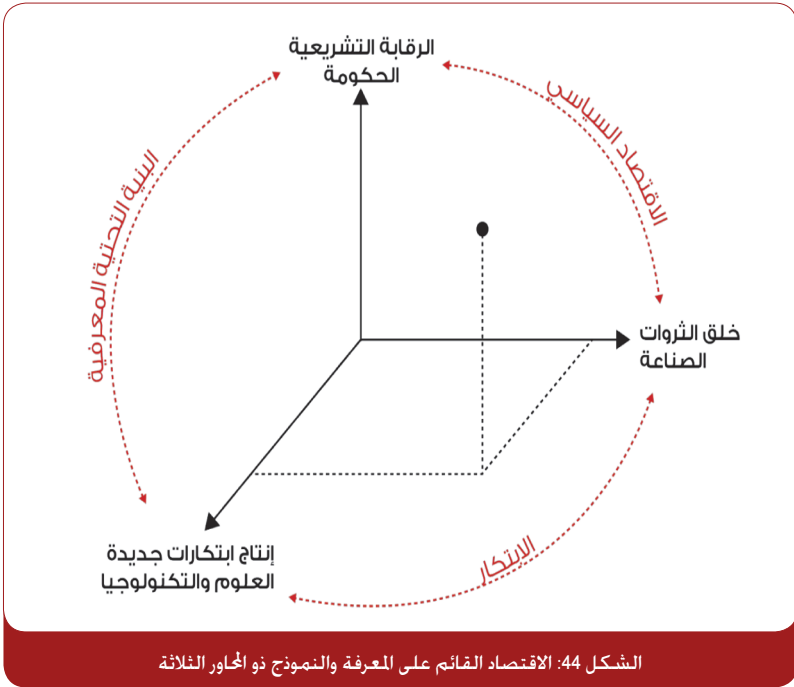 الرقابة التشريعية
الحكومة
الاقتصاد السياسي
البنية التحتية المعرفية
خلق الثروات
الصناعة
إنتاج ابتكارات جديدة
العلوم والتكنولوجيا
الابتكار
الشكل 44: الاقتصاد القائم على المعرفة والنموذج ذو المحاور الثلاثة